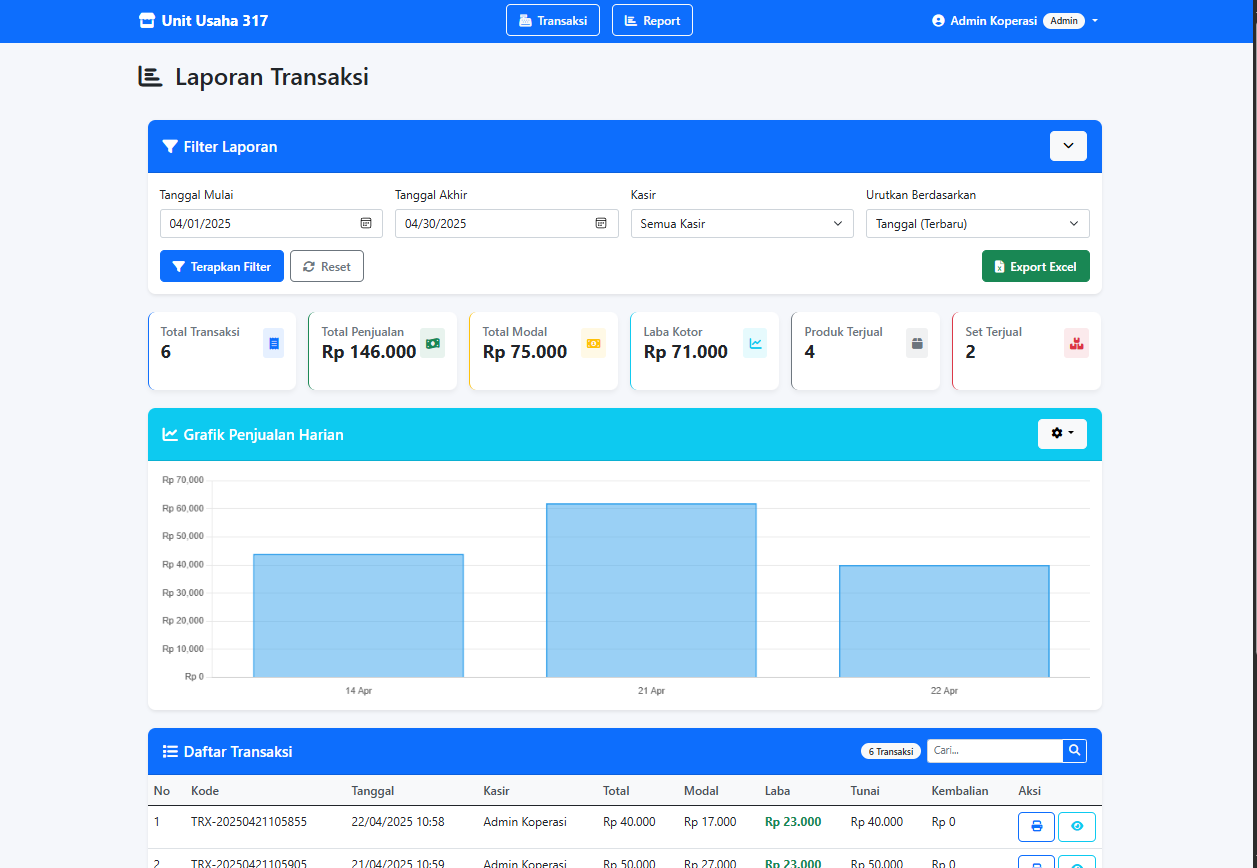 Unit Usaha 317 Transaksi Report Admin Koperasi Admin
Laporan Transaksi
Filter Laporan
Tanggal Mulai Tanggal Akhir Kasir Urutkan Berdasarkan
04/01/2025 04/30/2025 Semua Kasir Tanggal (Terbaru)
Terapkan Filter Reset Export Excel
Total Transaksi Total Penjualan Total Modal Laba Kotor Produk Terjual Set Terjual
6 Rp 146.000 Rp 75.000 Rp 71.000 4 2
Grafik Penjualan Harian
Rp 70,000
Rp 60,000
Rp 50,000
Rp 40,000
Rp 30,000
Rp 20,000
Rp 10,000
Rp 0
14 Apr 21 Apr 22 Apr
Daftar Transaksi 6 Transaksi Cari...
No Kode Tanggal Kasir Total Modal Laba Tunai Kembalian Aksi
1 TRX-20250421105855 22/04/2025 10:58 Admin Koperasi Rp 40.000 Rp 17.000 Rp 23.000 Rp 40.000 Rp 0
2 TRX-20250421105905 21/04/2025 10:59 Admin Koperasi Rp 50.000 Rp 27.000 Rp 23.000 Rp 50.000 Rp 0